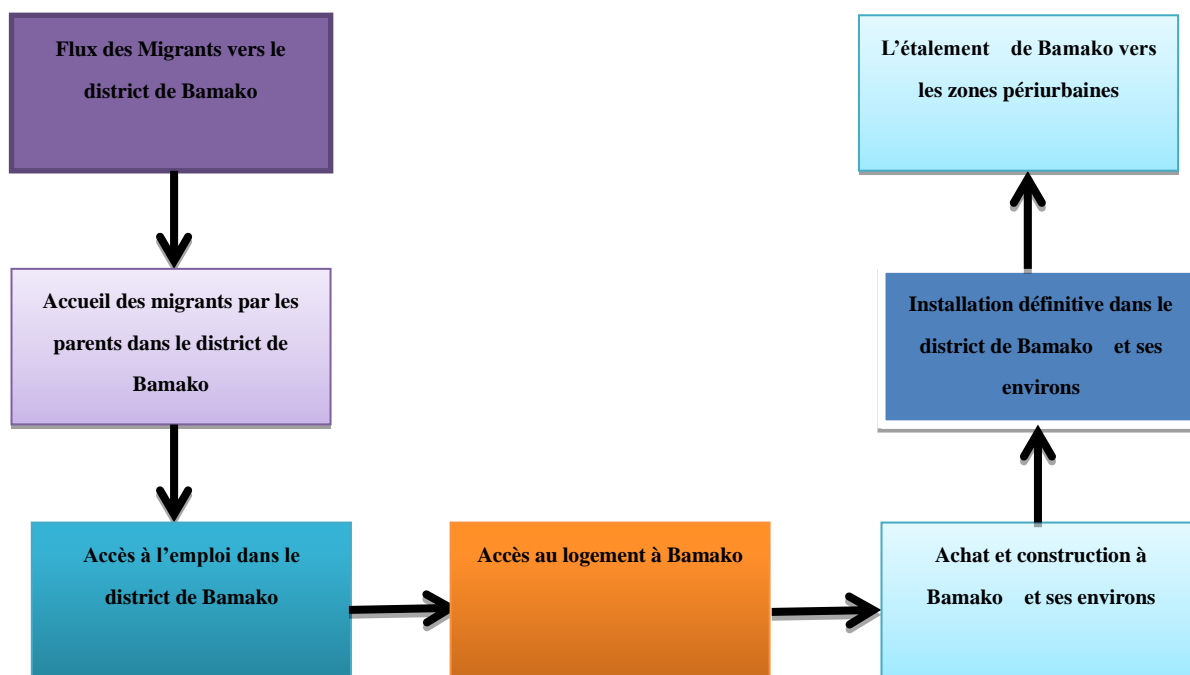 Flux des Migrants vers le
district de Bamako
Accueil des migrants par les
parents dans le district de
Bamako
Accès à l’emploi dans le
district de Bamako
Accès au logement à Bamako
Achat et construction à
Bamako et ses environs
Installation définitive dans le
district de Bamako et ses
environs
L’étalement de Bamako vers
les zones périurbaines